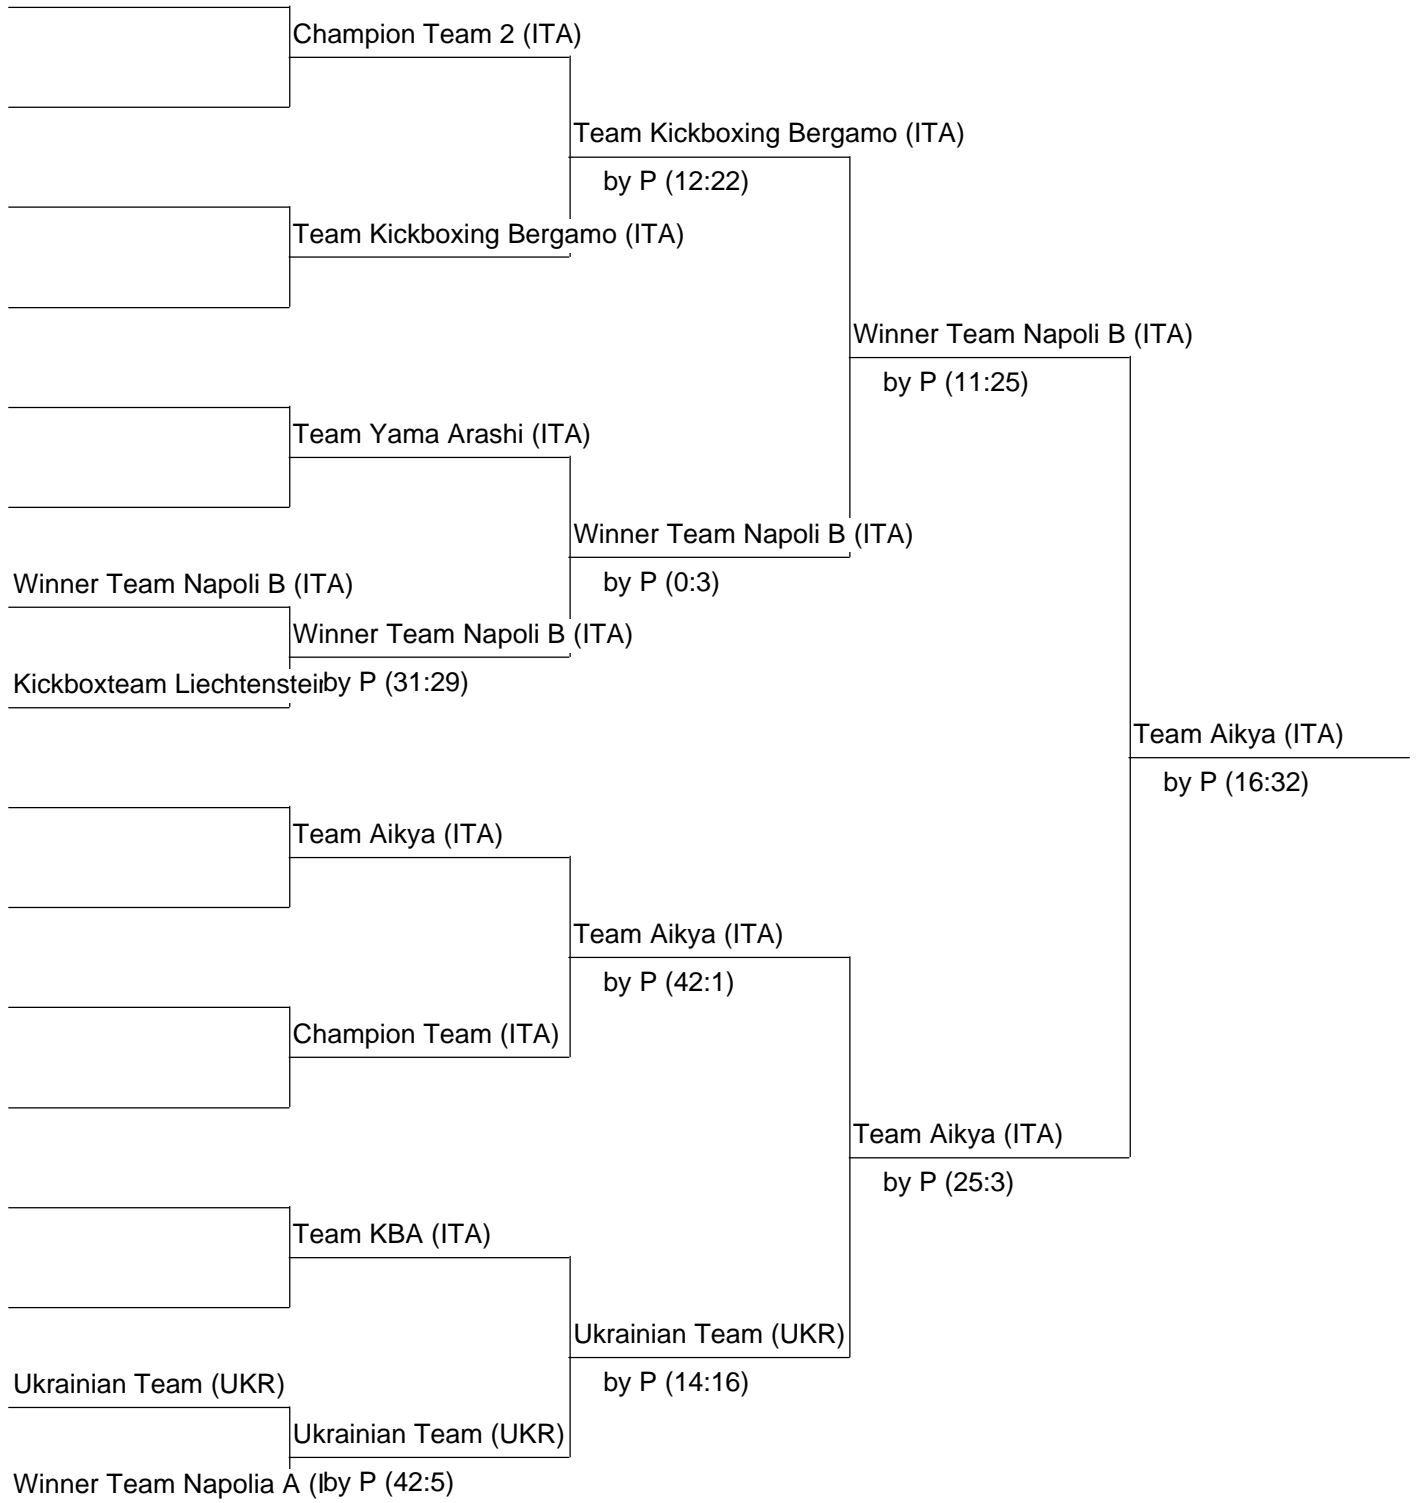 Champion Team 2 (ITA)
Team Kickboxing Bergamo (ITA)
by P (12:22)
Team Kickboxing Bergamo (ITA)
Winner Team Napoli B (ITA)
by P (11:25)
Team Yama Arashi (ITA)
Winner Team Napoli B (ITA)
Winner Team Napoli B (ITA)
by P (0:3)
Winner Team Napoli B (ITA)
Kickboxteam Liechtenstein
by P (31:29)
Team Aikya (ITA)
by P (16:32)
Team Aikya (ITA)
Team Aikya (ITA)
by P (42:1)
Champion Team (ITA)
Team Aikya (ITA)
by P (25:3)
Team KBA (ITA)
Ukrainian Team (UKR)
Ukrainian Team (UKR)
by P (14:16)
Ukrainian Team (UKR)
Winner Team Napolia A (I
by P (42:5)